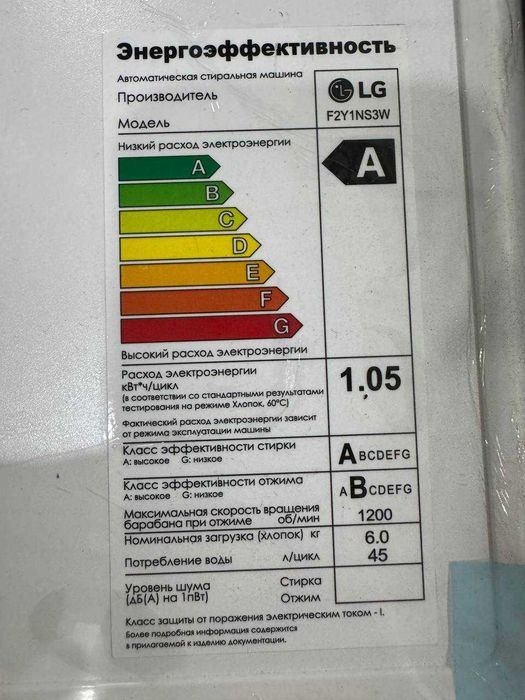 Энергоэффективность
Автоматическая стиральная машина
Производитель
LG
Модель
F2Y1NS3W
Низкий расход электроэнергии
A
A
B
C
D
E
F
G
Высокий расход электроэнергии
Расход электроэнергии
кВт*ч/цикл
1.05
(в соответствии со стандартными результатами
тестирования на режиме Хлопок, 60°C)
Фактический расход электроэнергии зависит
от режима эксплуатации машины
Класс эффективности стирки
ABCDEFG
A: высокое G: низкое
Класс эффективности отжима
ABCDEFG
A: высокое G: низкое
Максимальная скорость вращения
барабана при отжиме об/мин
1200
Номинальная загрузка (хлопок) кг
6.0
Потребление воды л/цикл
45
Уровень шума Стирка
(дБ(А) на 1пВт) Отжим
Класс защиты от поражения электрическим током - I.
Более подробная информация содержится
в прилагаемой к изделию документации.